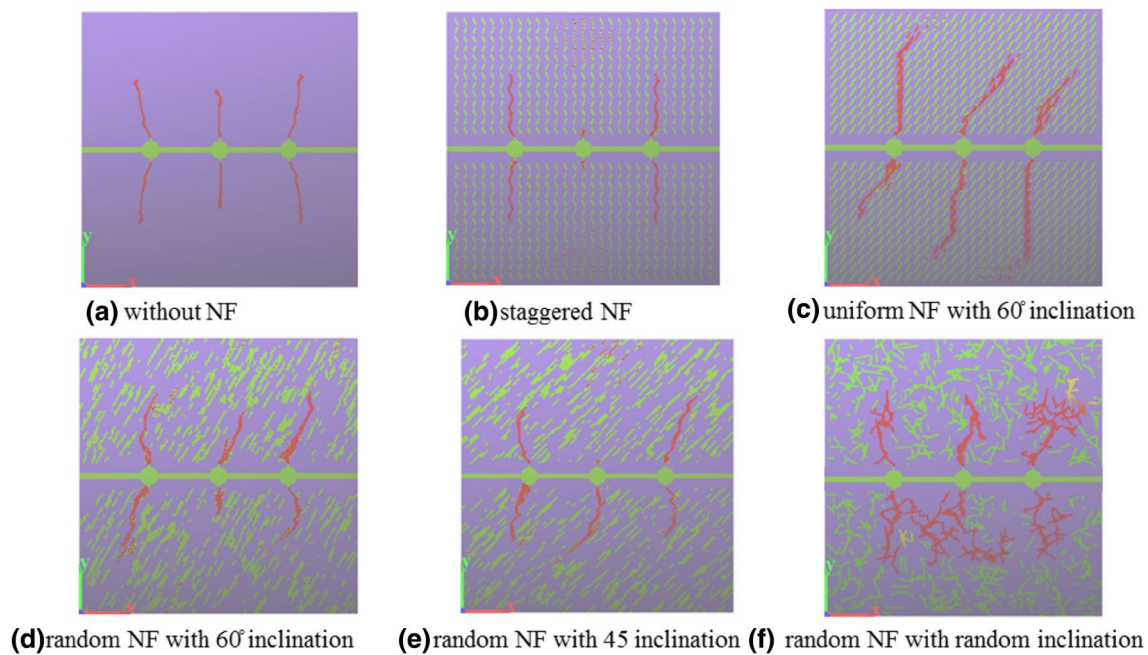 y
x
y
x
y
x
(a) without NF
(b) staggered NF
(c) uniform NF with 60° inclination
y
x
y
x
y
x
(d) random NF with 60° inclination
(e) random NF with 45 inclination
(f) random NF with random inclination